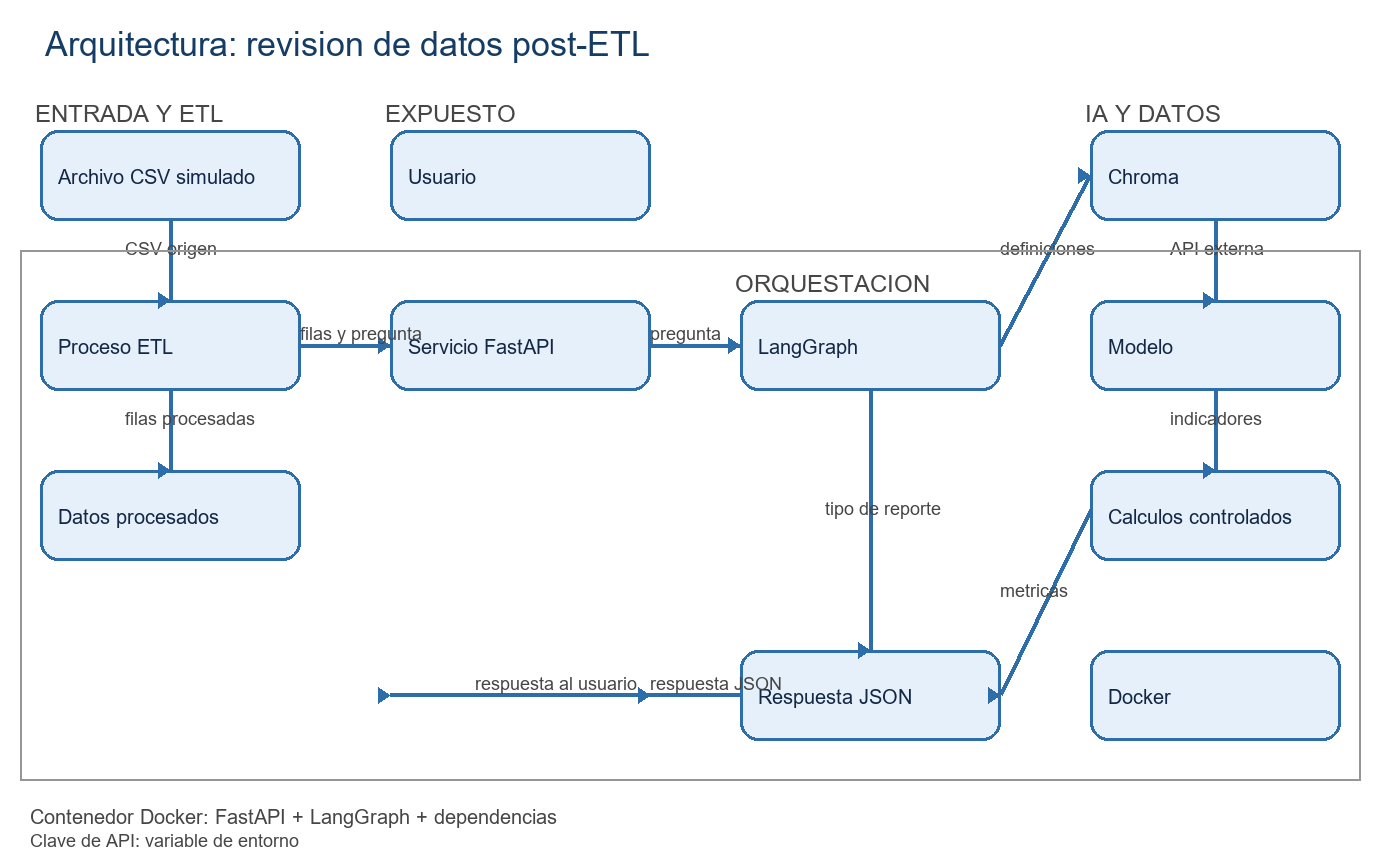 Arquitectura: revision de datos post-ETL
ENTRADA Y ETL
EXPUESTO
IA Y DATOS
Archivo CSV simulado
Usuario
Chroma
CSV origen
definiciones
API externa
ORQUESTACION
filas y pregunta
pregunta
Proceso ETL
Servicio FastAPI
LangGraph
Modelo
filas procesadas
indicadores
tipo de reporte
Datos procesados
Calculos controlados
metricas
respuesta al usuario
respuesta JSON
Respuesta JSON
Docker
Contenedor Docker: FastAPI + LangGraph + dependencias
Clave de API: variable de entorno